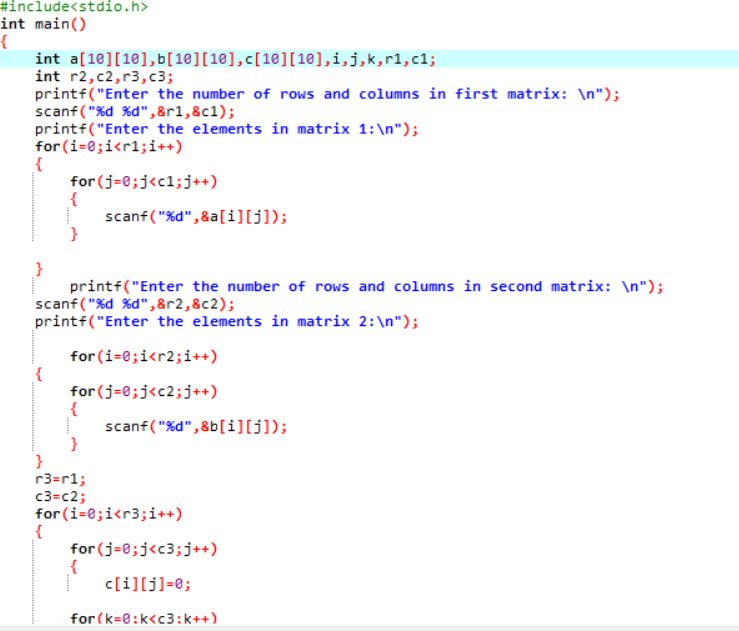 #include<stdio.h>
int main()
{
int a[10][10],b[10][10],c[10][10],i,j,k,r1,c1;
int r2,c2,r3,c3;
printf("Enter the number of rows and columns in first matrix: \n");
scanf("%d %d",&r1,&c1);
printf("Enter the elements in matrix 1:\n");
for(i=0;i<r1;i++)
{
for(j=0;j<c1;j++)
{
scanf("%d",&a[i][j]);
}
}
printf("Enter the number of rows and columns in second matrix: \n");
scanf("%d %d",&r2,&c2);
printf("Enter the elements in matrix 2:\n");
for(i=0;i<r2;i++)
{
for(j=0;j<c2;j++)
{
scanf("%d",&b[i][j]);
}
}
r3=r1;
c3=c2;
for(i=0;i<r3;i++)
{
for(j=0;j<c3;j++)
{
c[i][j]=0;
for(k=0;k<c3;k++)